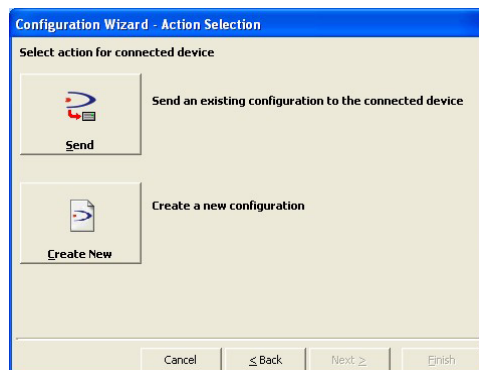 Configuration Wizard - Action Selection
Select action for connected device
Send an existing configuration to the connected device
Send
Create a new configuration
Create New
Cancel
< Back
Next >
Finish